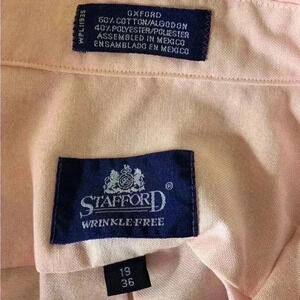 OXFORD
60% COTTON/ALGODON
40% POLYESTER/POLIESTER
ASSEMBLED IN MEXICO
ENSAMBLADO EN MEXICO
STAFFORD®
WRINKLE-FREE
19
36